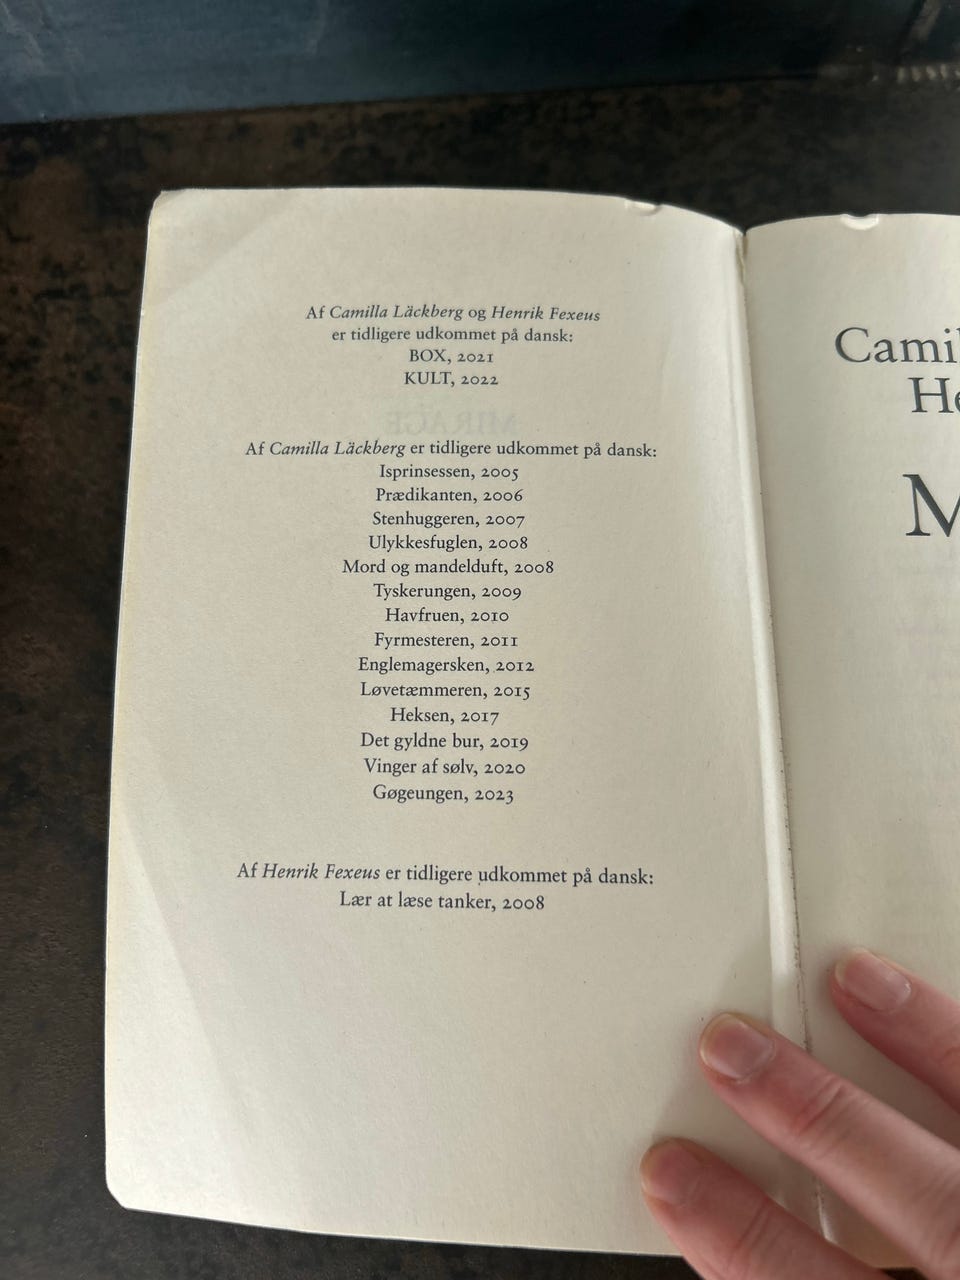 Af Camilla Läckberg og Henrik Fexeus
er tidligere udkommet på dansk:
BOX, 2021
KULT, 2022
MIRAGE
Af Camilla Läckberg er tidligere udkommet på dansk:
Isprinsessen, 2005
Prædikanten, 2006
Stenhuggeren, 2007
Ulykkesfuglen, 2008
Mord og mandelduft, 2008
Tyskerungen, 2009
Havfruen, 2010
Fyrmesteren, 2011
Englemagersken, 2012
Løvetæmmeren, 2015
Heksen, 2017
Det gyldne bur, 2019
Vinger af sølv, 2020
Gøgeungen, 2023
Af Henrik Fexeus er tidligere udkommet på dansk:
Lær at læse tanker, 2008
Cami
He
M